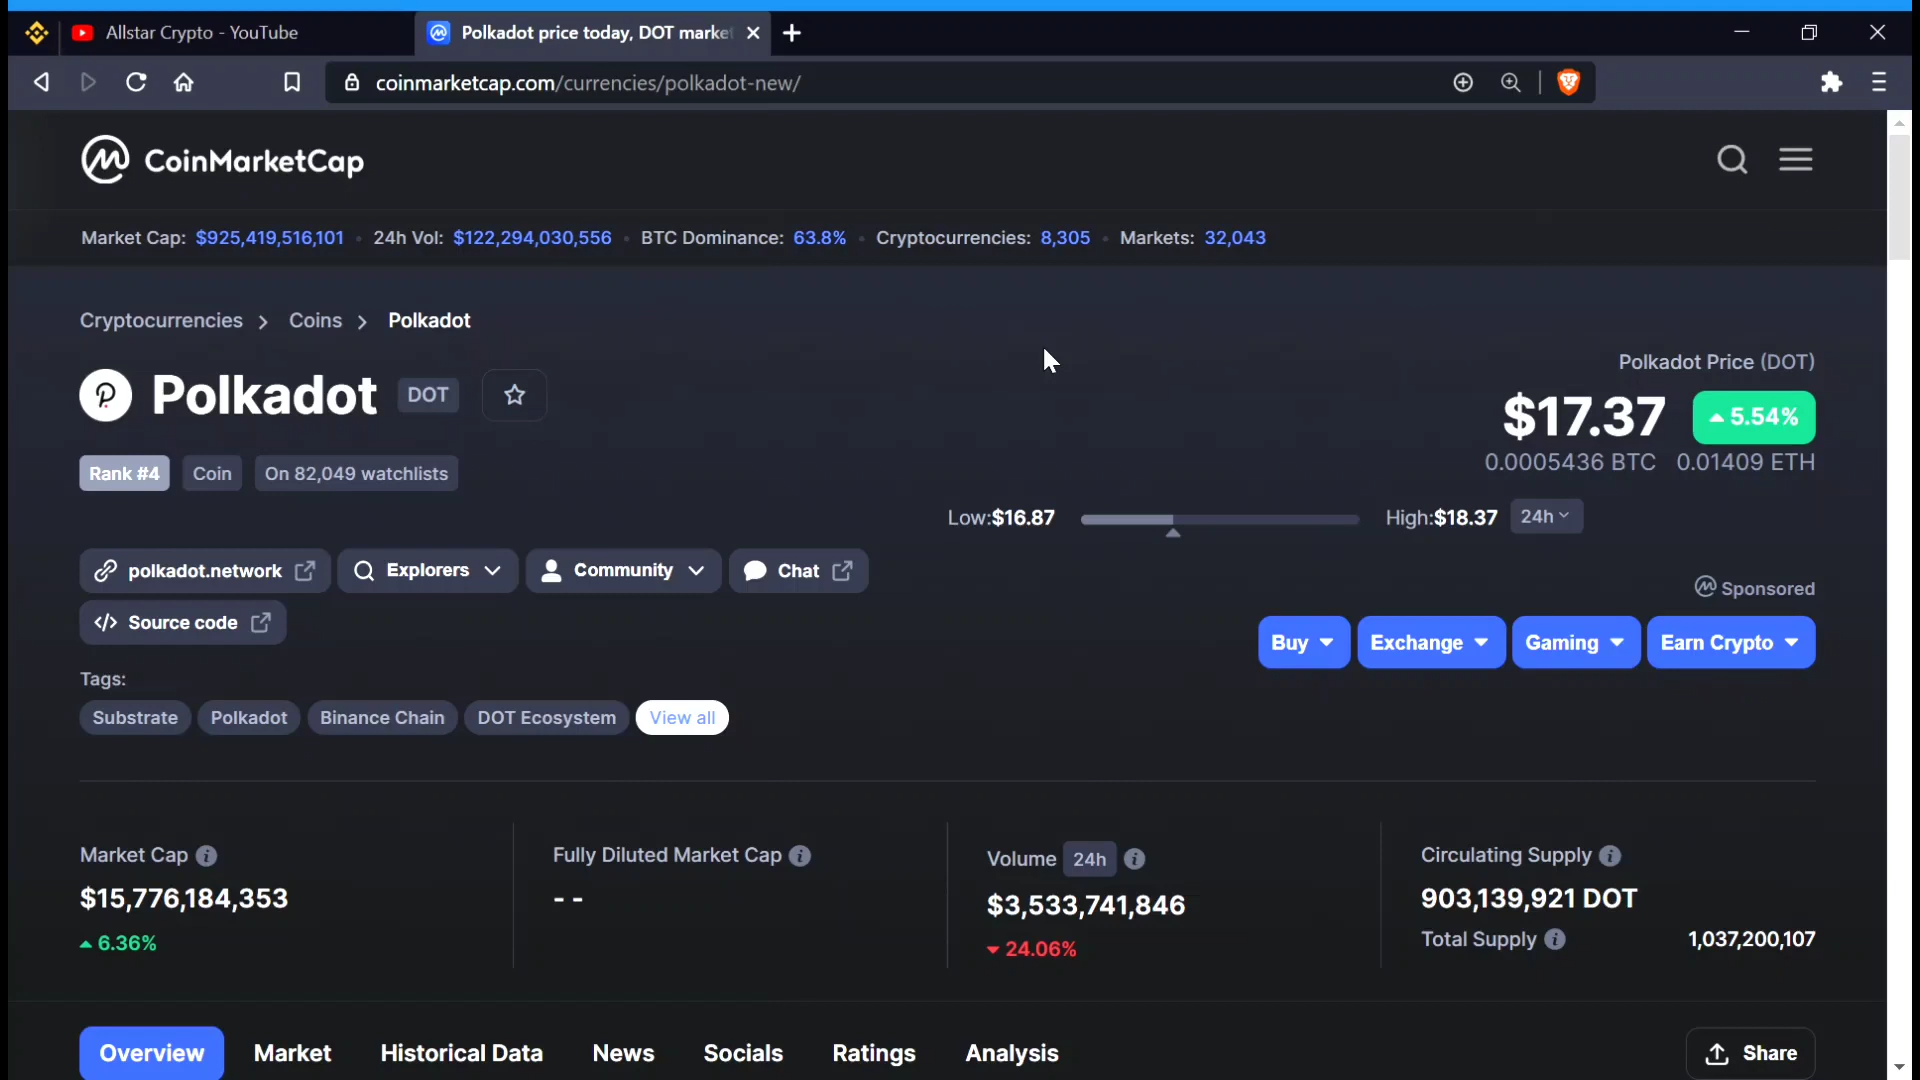 Allstar Crypto - YouTube
Polkadot price today, DOT marke
coinmarketcap.com/currencies/polkadot-new/
CoinMarketCap
Market Cap: $925,419,516,101 • 24h Vol: $122,294,030,556 • BTC Dominance: 63.8% • Cryptocurrencies: 8,305 • Markets: 32,043
Cryptocurrencies > Coins > Polkadot
Polkadot DOT
Rank #4 Coin On 82,049 watchlists
Polkadot Price (DOT)
$17.37 5.54%
0.0005436 BTC 0.01409 ETH
Low:$16.87 High:$18.37 24h
polkadot.network Explorers Community Chat
Source code
Sponsored
Buy Exchange Gaming Earn Crypto
Tags:
Substrate Polkadot Binance Chain DOT Ecosystem View all
Market Cap
$15,776,184,353
6.36%
Fully Diluted Market Cap
- -
Volume 24h
$3,533,741,846
24.06%
Circulating Supply
903,139,921 DOT
Total Supply 1,037,200,107
Overview Market Historical Data News Socials Ratings Analysis Share